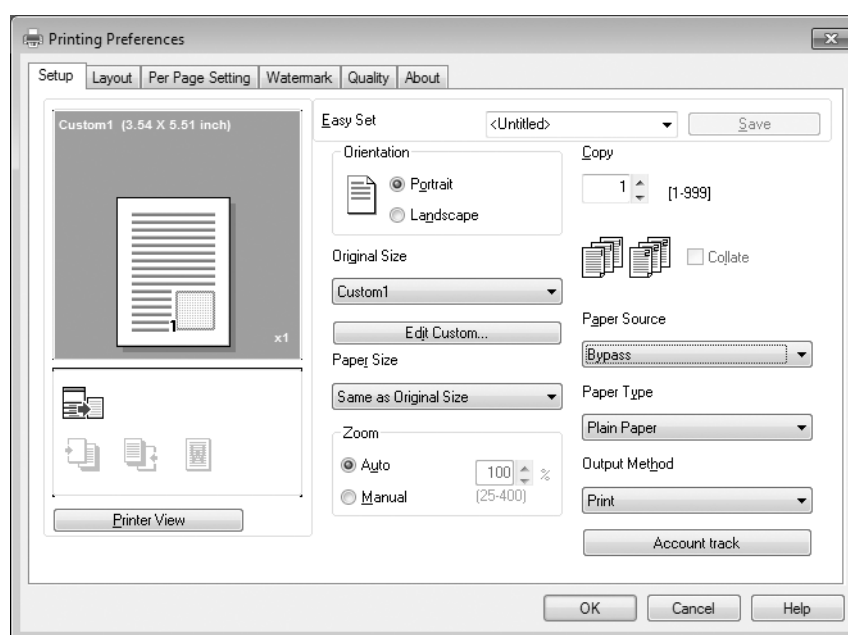 Printing Preferences
Setup Layout Per Page Setting Watermark Quality About
Custom1 (3.54 X 5.51 inch)
1
x1
Printer View
Easy Set <Untitled> Save
Orientation
Portrait
Landscape
Original Size
Custom1
Edit Custom...
Paper Size
Same as Original Size
Zoom
Auto
Manual
100 %
(25-400)
Copy
1 [1-999]
Collate
Paper Source
Bypass
Paper Type
Plain Paper
Output Method
Print
Account track
OK Cancel Help